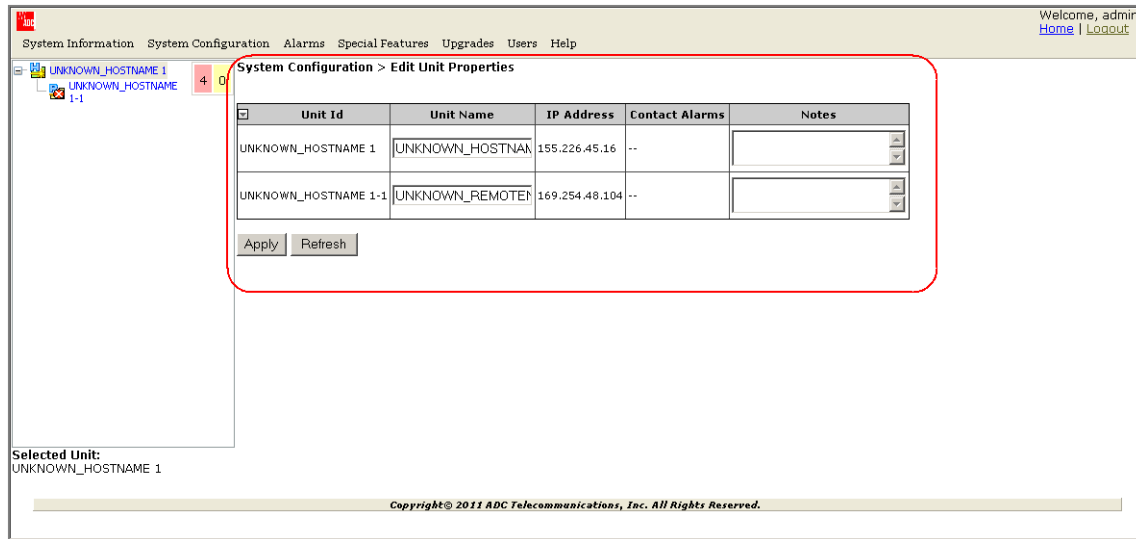 ADC
Welcome, admin
Home | Logout
System Information System Configuration Alarms Special Features Upgrades Users Help
UNKNOWN_HOSTNAME 1
UNKNOWN_HOSTNAME
1-1
4 0
System Configuration > Edit Unit Properties
Unit Id Unit Name IP Address Contact Alarms Notes
UNKNOWN_HOSTNAME 1 UNKNOWN_HOSTNAM 155.226.45.16 --
UNKNOWN_HOSTNAME 1-1 UNKNOWN_REMOTEN 169.254.48.104 --
Apply Refresh
Selected Unit:
UNKNOWN_HOSTNAME 1
Copyright© 2011 ADC Telecommunications, Inc. All Rights Reserved.